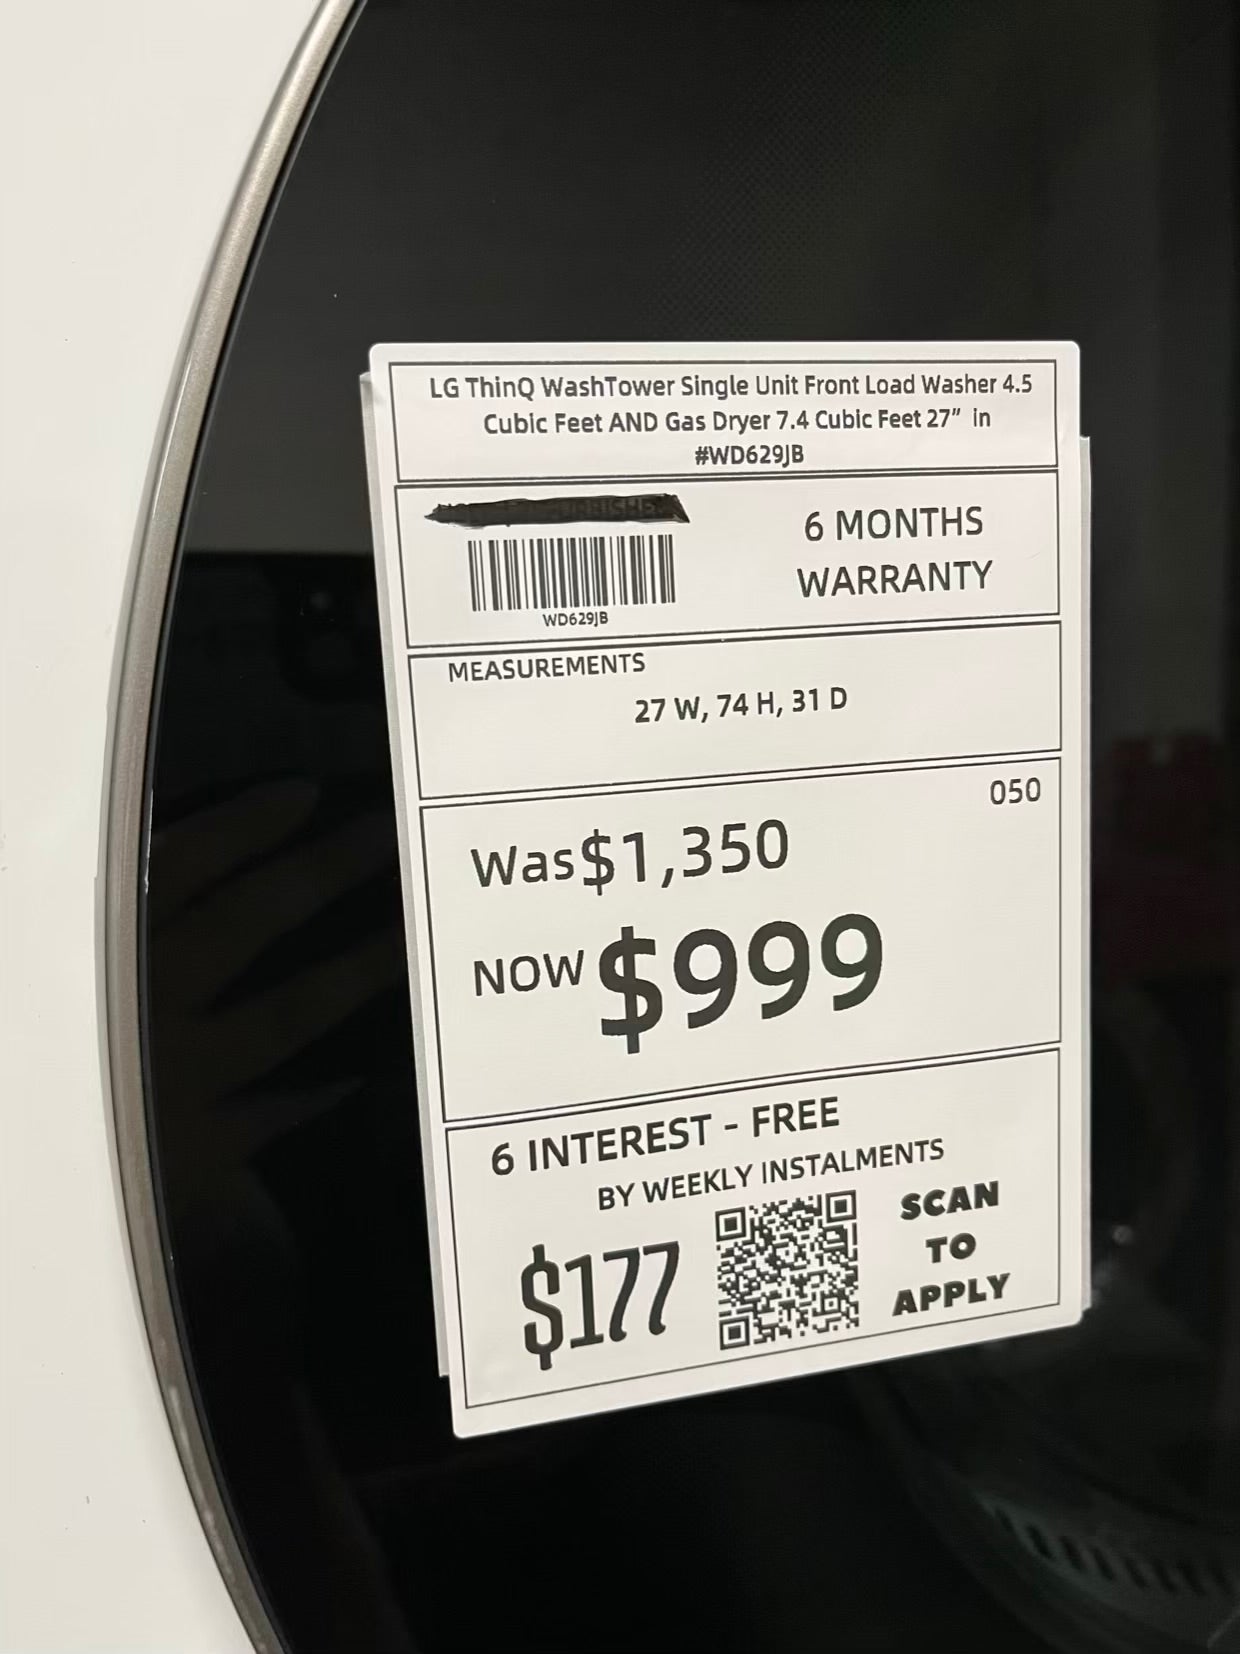 LG ThinQ WashTower Single Unit Front Load Washer 4.5
Cubic Feet AND Gas Dryer 7.4 Cubic Feet 27” in
#WD629JB
6 MONTHS
WARRANTY
WD629JB
MEASUREMENTS
27 W, 74 H, 31 D
050
Was $1,350
NOW $999
6 INTEREST - FREE
BY WEEKLY INSTALMENTS
$177
SCAN
TO
APPLY